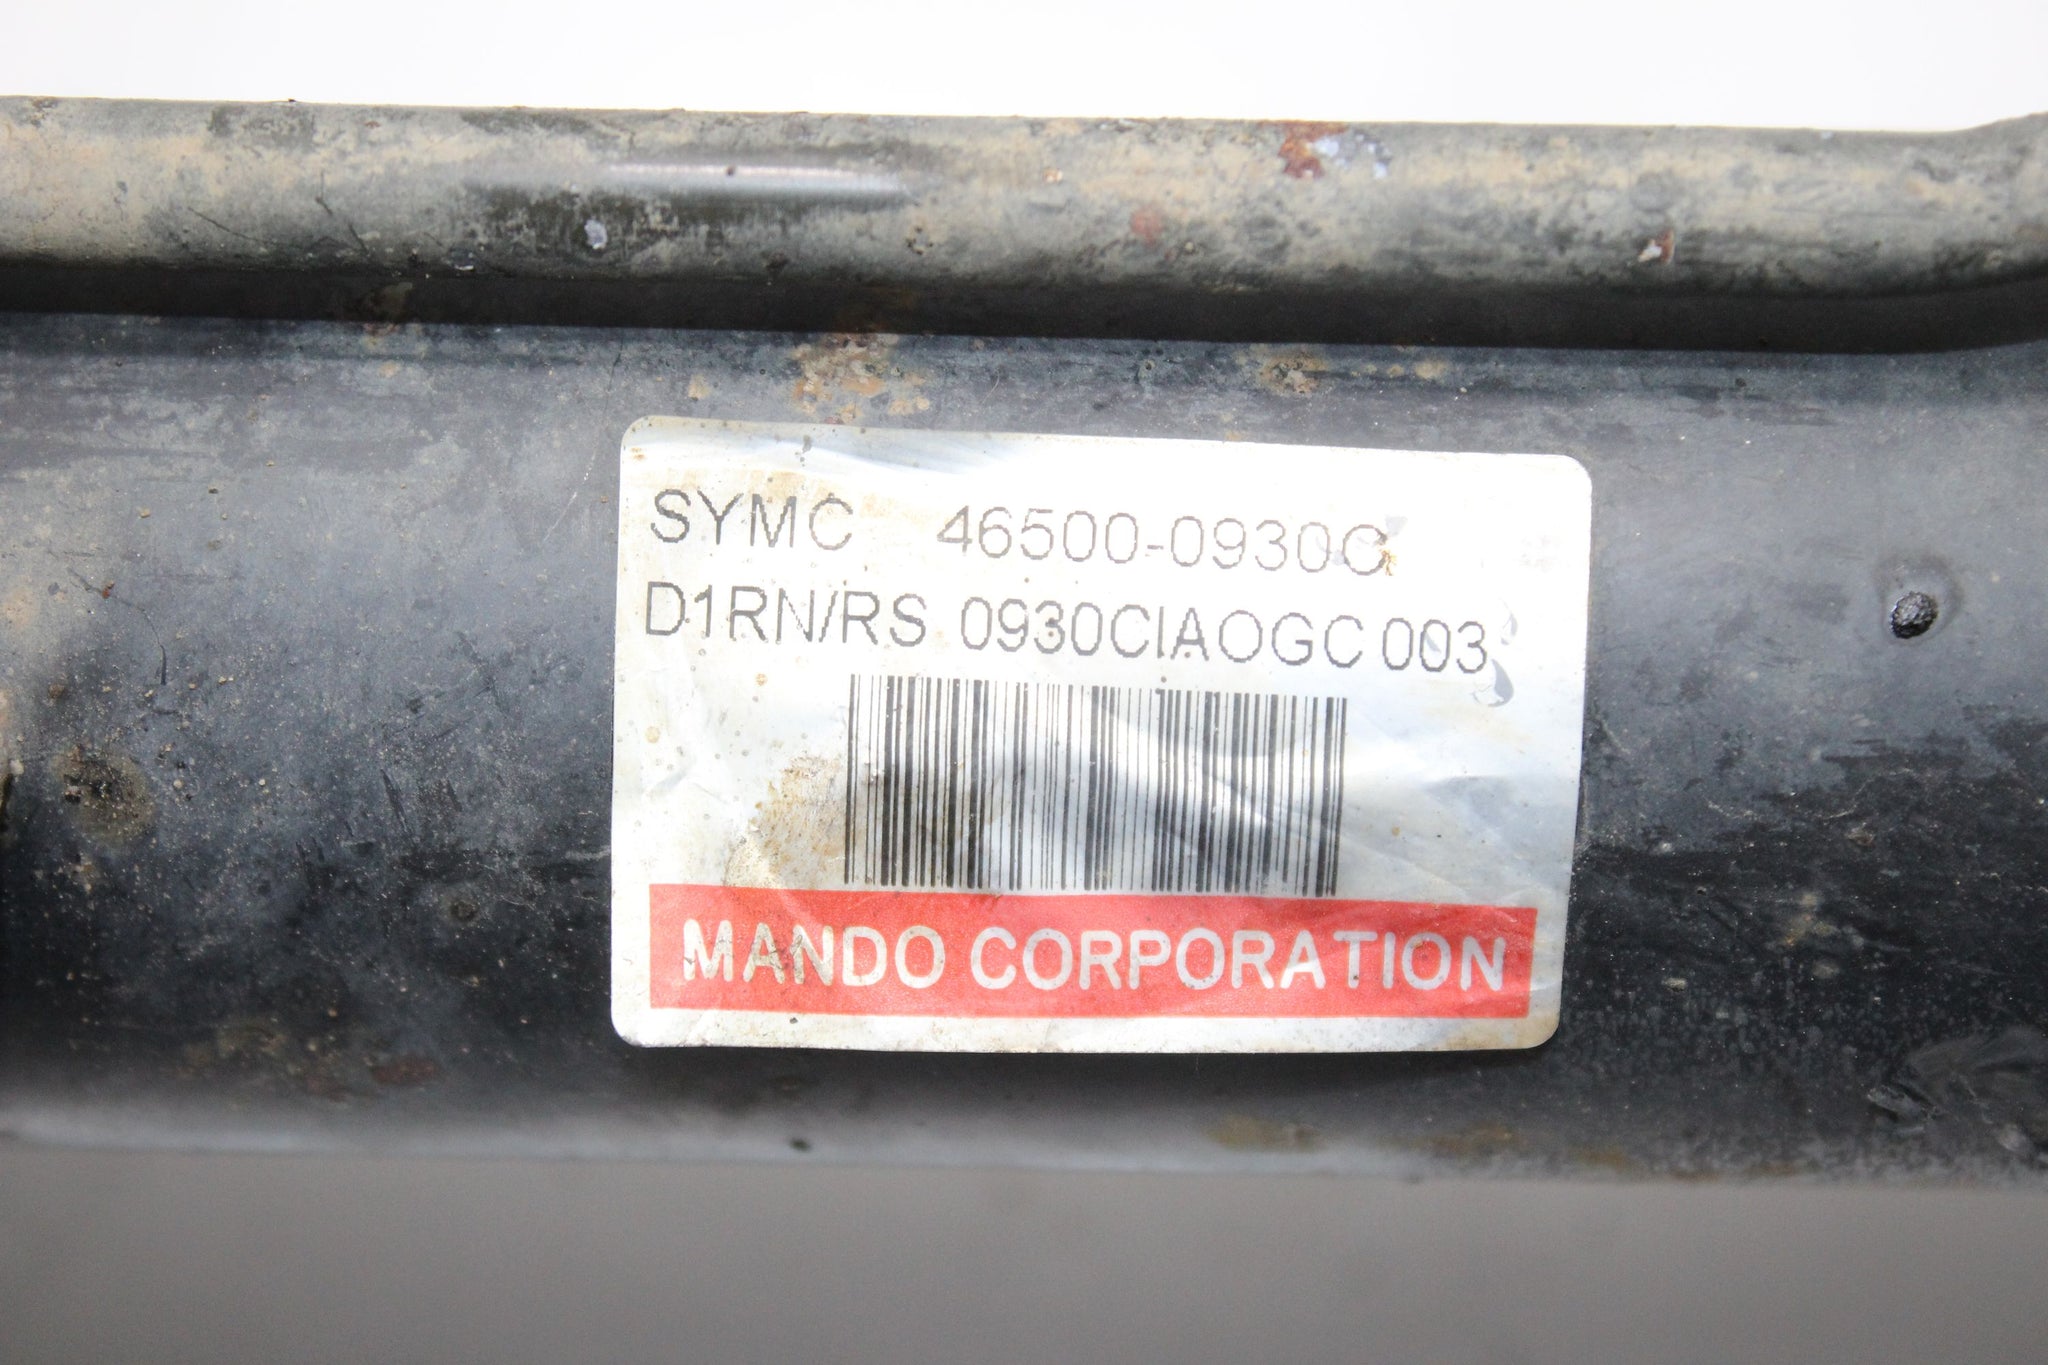 SYMC 46500-0930C
D1RN/RS 0930CIAOGC 003
MANDO CORPORATION